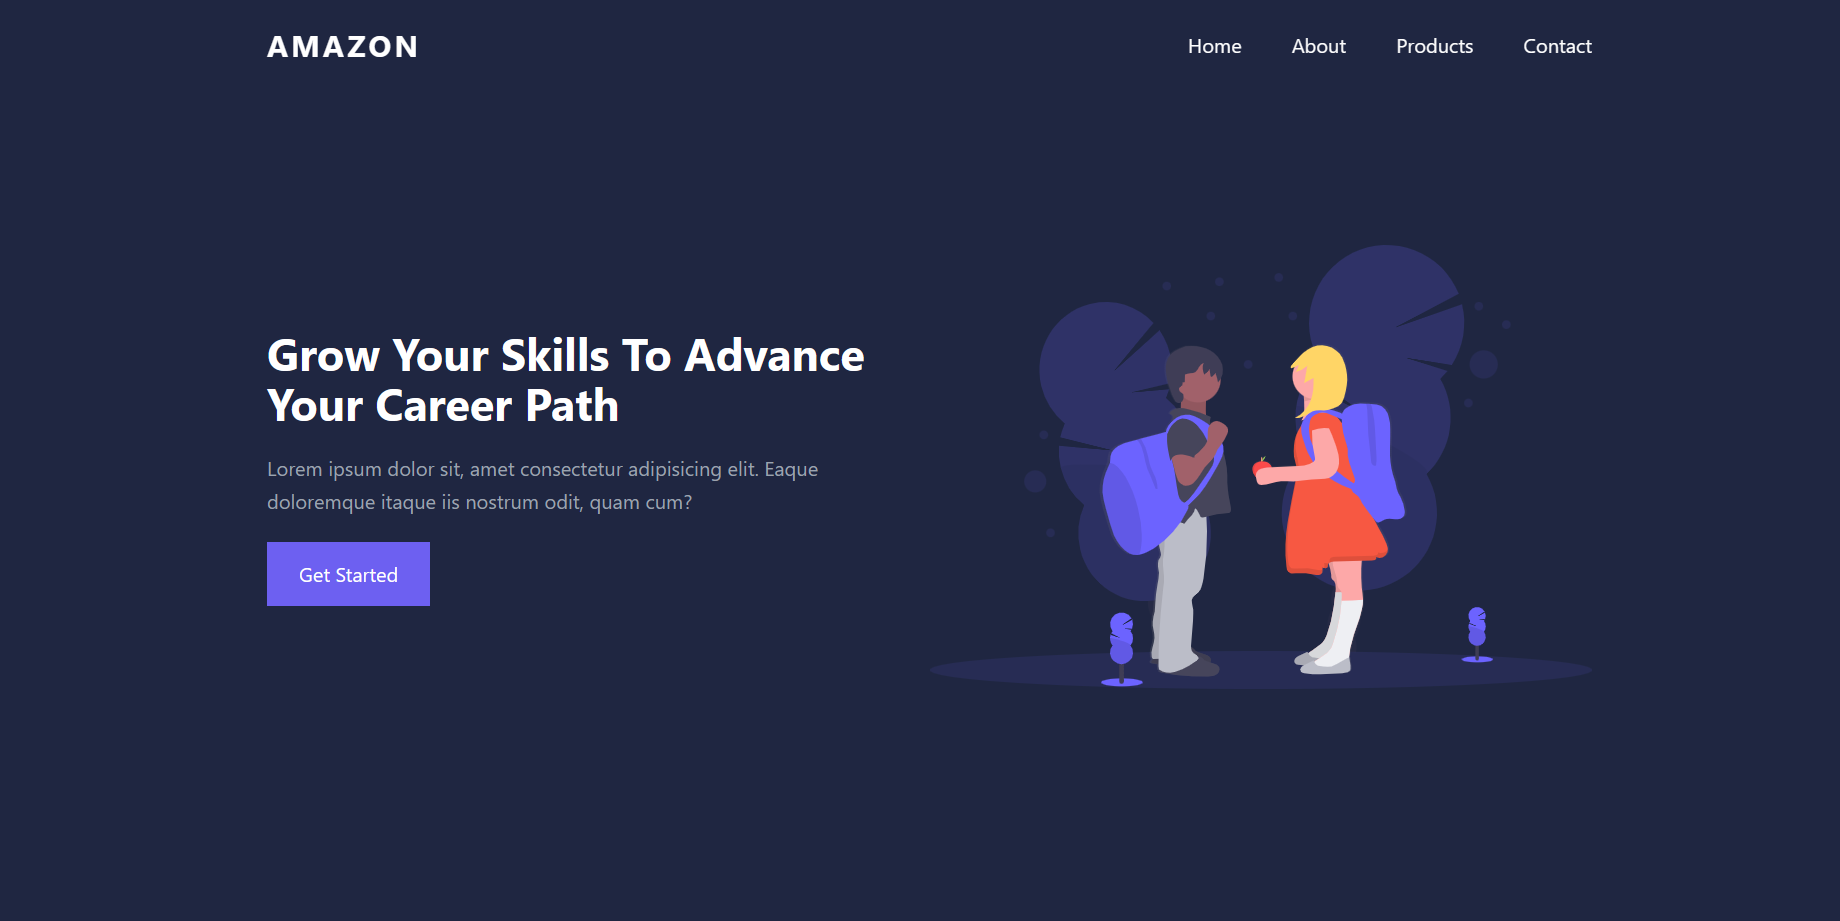 AMAZON
Home About Products Contact
Grow Your Skills To Advance
Your Career Path
Lorem ipsum dolor sit, amet consectetur adipisicing elit. Eaque
doloremque itaque iis nostrum odit, quam cum?
Get Started